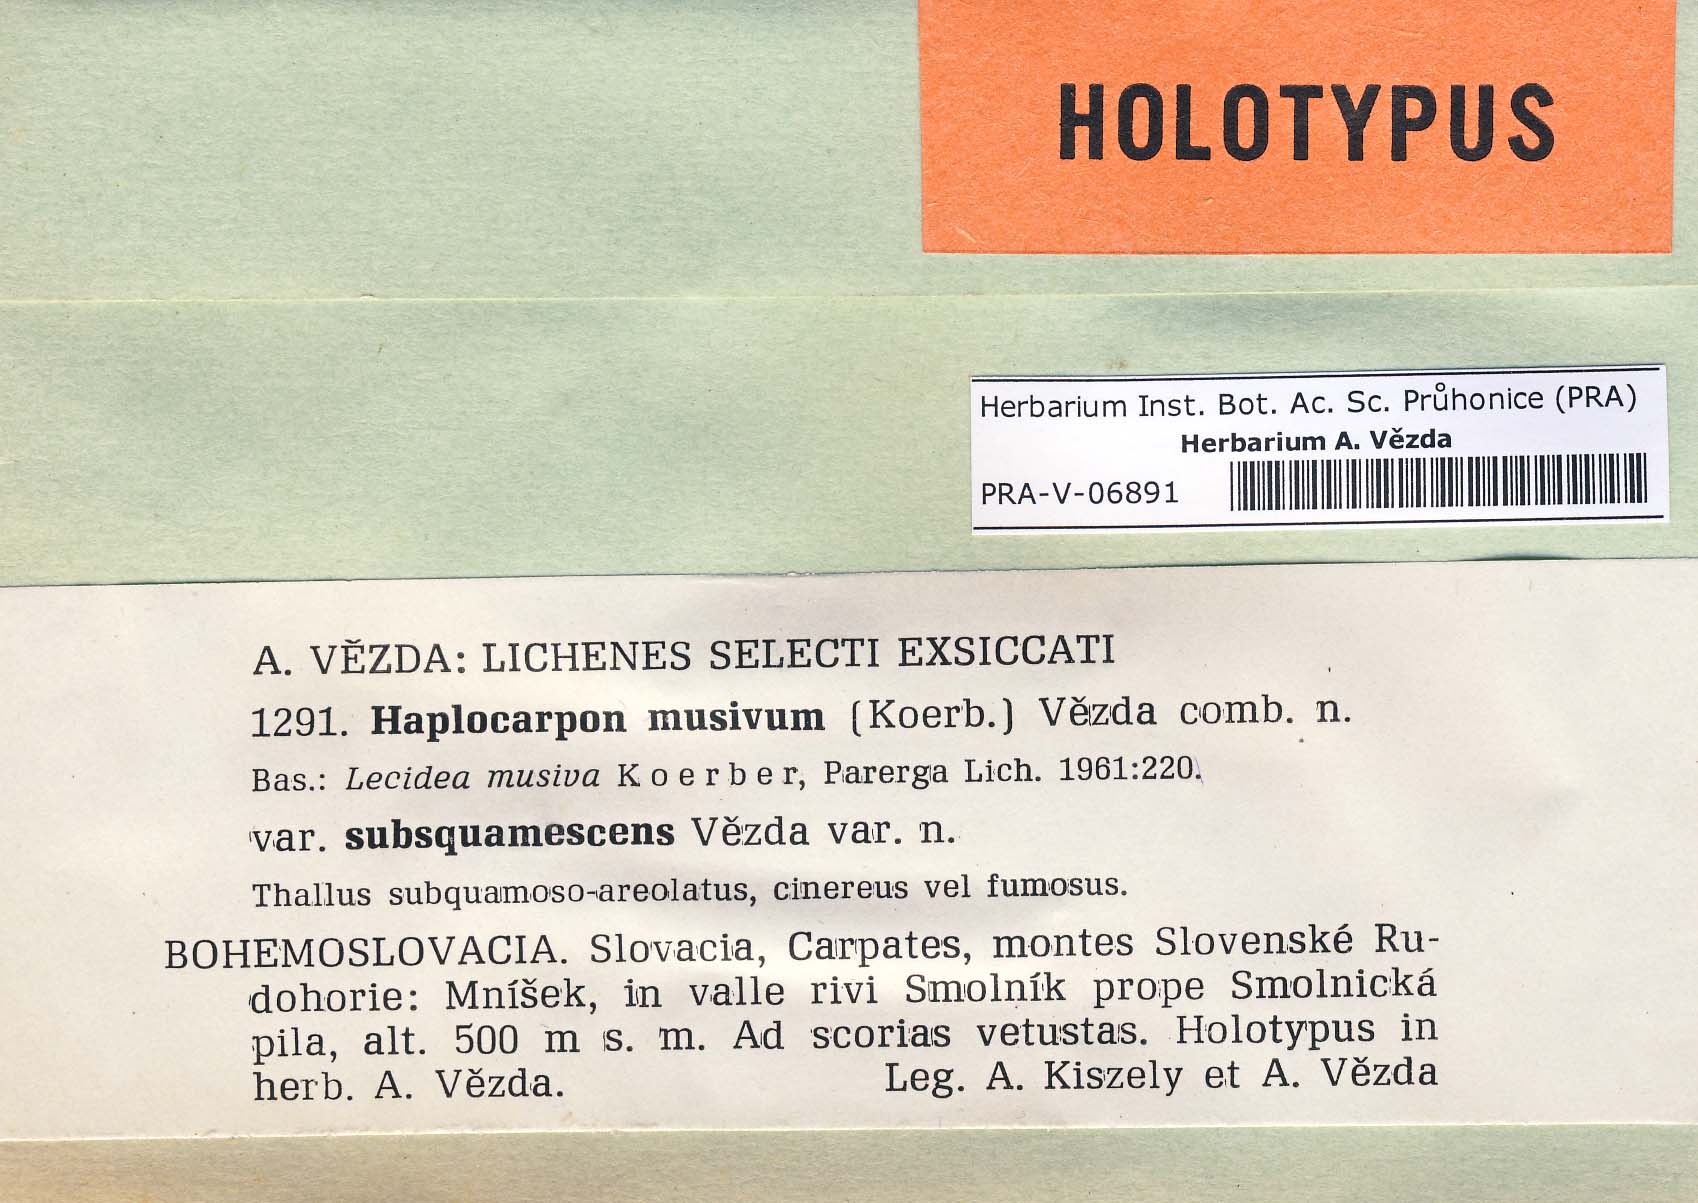 HOLOTYPUS
Herbarium Inst. Bot. Ac. Sc. Průhonice (PRA)
Herbarium A. Vězda
PRA-V-06891
A. VĚZDA: LICHENES SELECTI EXSICCATI
1291. Haplocarpon musivum (Koerb.) Vězda comb. n.
Bas.: Lecidea musiva Koerber, Parerga Lich. 1961:220.
var. subsquamescens Vězda var. n.
Thallus subquamoso-areolatus, cinereus vel fumosus.
BOHEMOSLOVACIA. Slovacia, Carpates, montes Slovenské Ru-
dohorie: Mníšek, in valle rivi Smolník prope Smolnická
pila, alt. 500 m s. m. Ad scorias vetustas. Holotypus in
herb. A. Vězda. Leg. A. Kiszely et A. Vězda